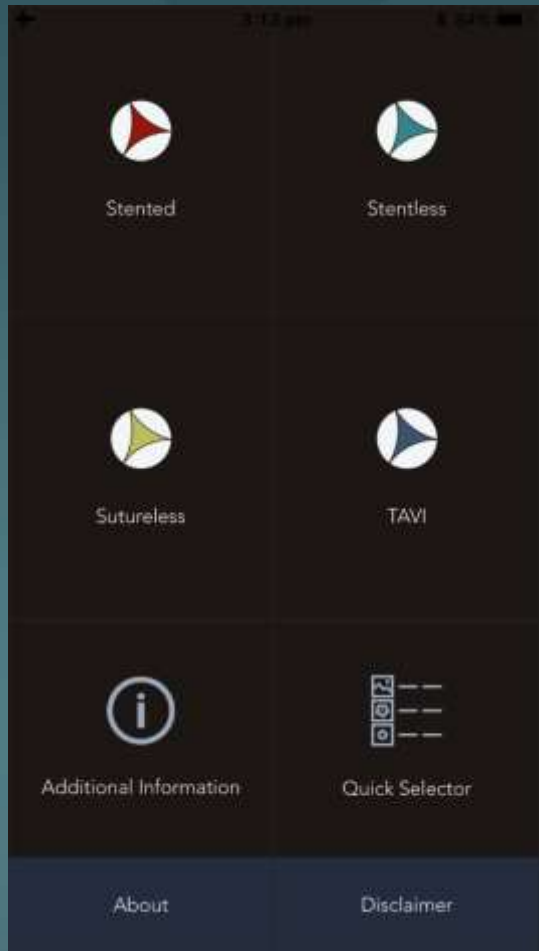 Stented
Stentless
Sutureless
TAVI
Additional Information
Quick Selector
About
Disclaimer